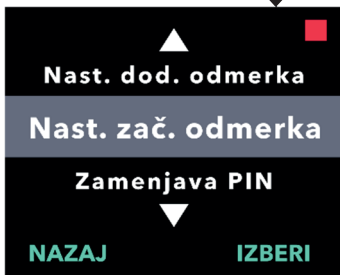 Nast. dod. odmerka
Nast. zač. odmerka
Zamenjava PIN
NAZAJ IZBERI